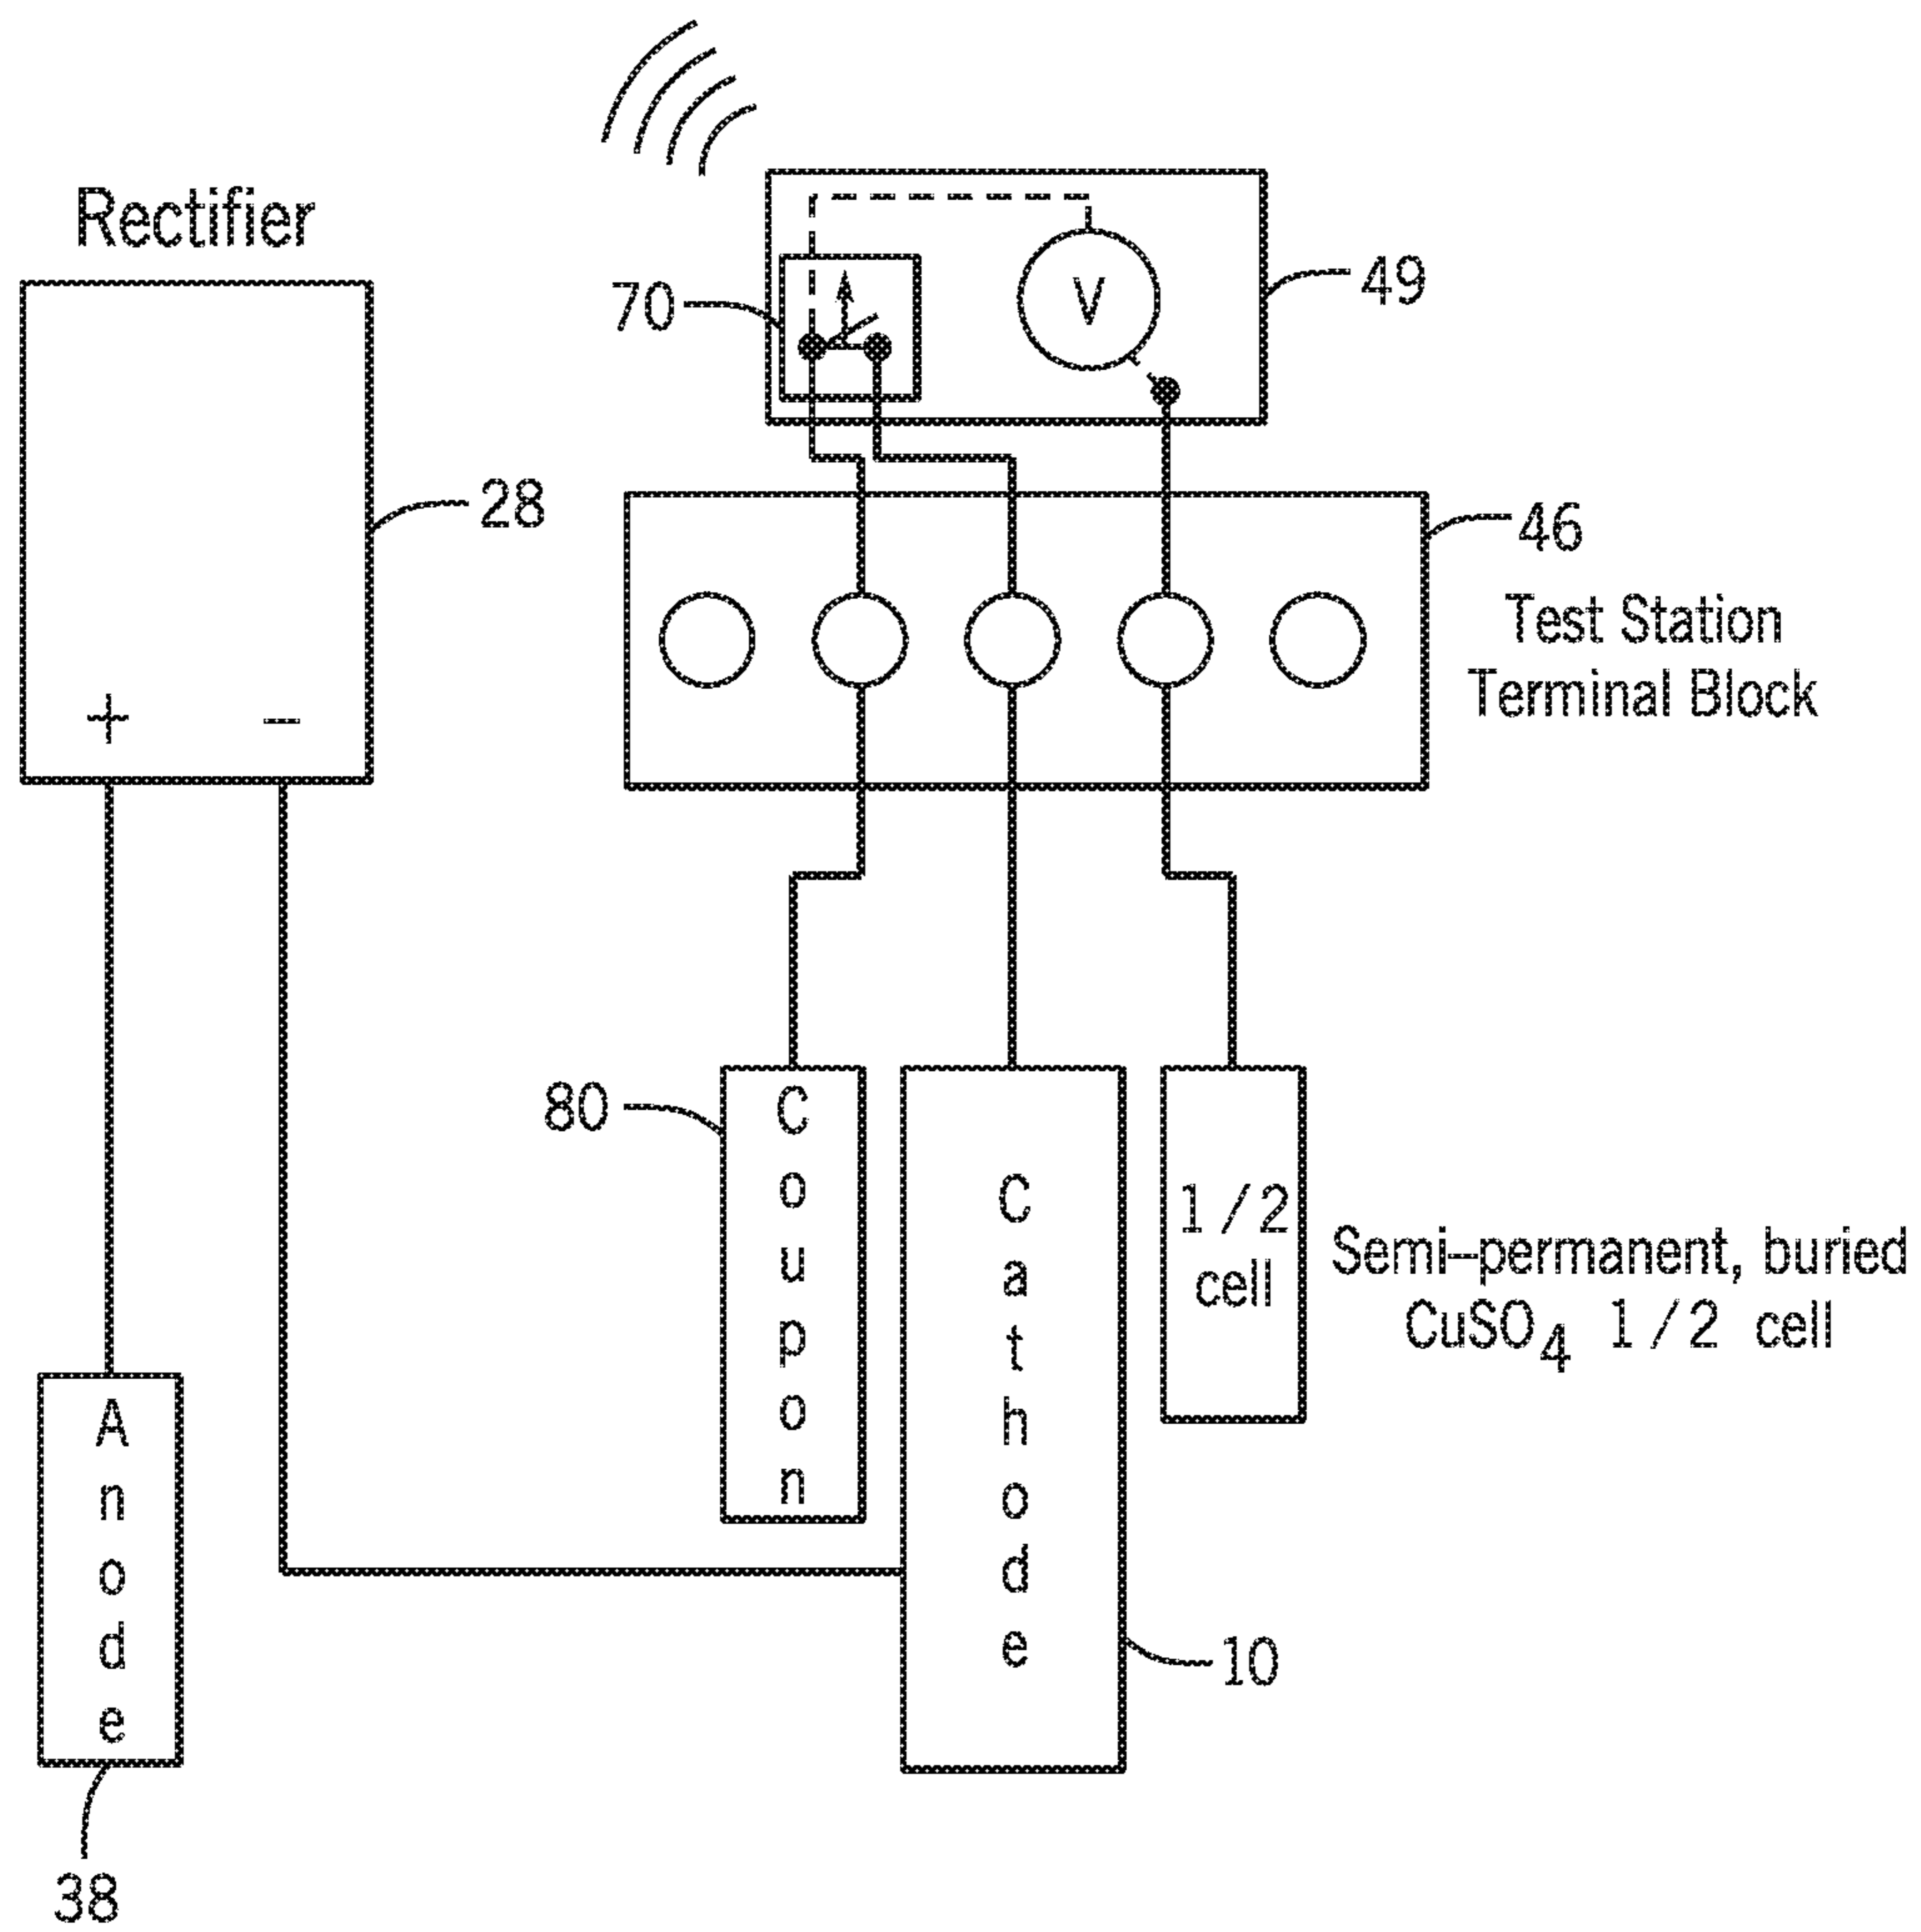 Rectifier
70
V
49
28
46
Test Station
Terminal Block
+ −
80
Coupon
Cathode
1/2
cell
Semi-permanent, buried
CuSO4 1/2 cell
Anode
10
38